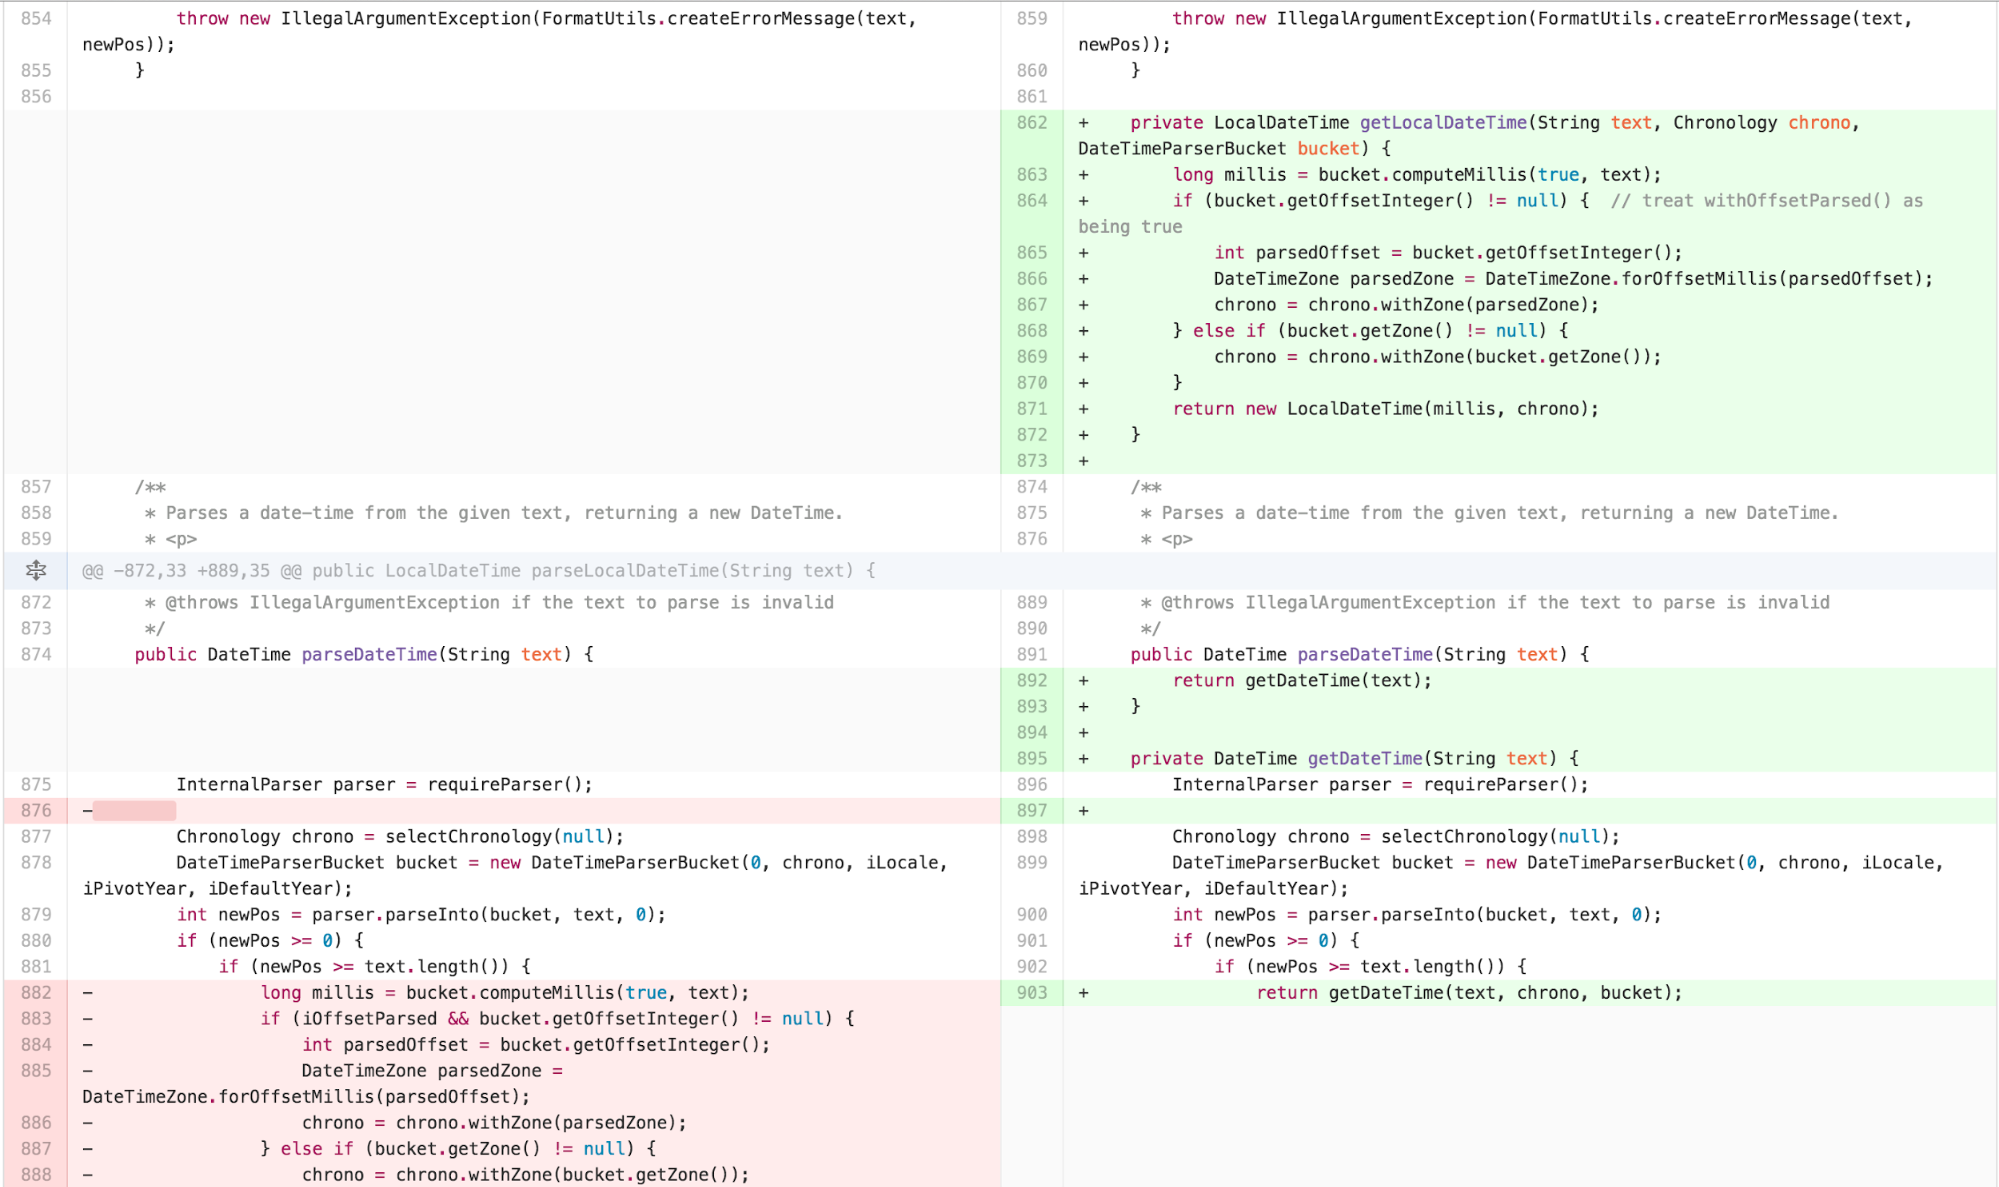 854 throw new IllegalArgumentException(FormatUtils.createErrorMessage(text,
newPos));
855 }
856
857 /**
858 * Parses a date-time from the given text, returning a new DateTime.
859 * <p>
859 throw new IllegalArgumentException(FormatUtils.createErrorMessage(text,
newPos));
860 }
861
862 + private LocalDateTime getLocalDateTime(String text, Chronology chrono,
DateTimeParserBucket bucket) {
863 + long millis = bucket.computeMillis(true, text);
864 + if (bucket.getOffsetInteger() != null) { // treat withOffsetParsed() as
being true
865 + int parsedOffset = bucket.getOffsetInteger();
866 + DateTimeZone parsedZone = DateTimeZone.forOffsetMillis(parsedOffset);
867 + chrono = chrono.withZone(parsedZone);
868 + } else if (bucket.getZone() != null) {
869 + chrono = chrono.withZone(bucket.getZone());
870 + }
871 + return new LocalDateTime(millis, chrono);
872 + }
873 +
874 /**
875 * Parses a date-time from the given text, returning a new DateTime.
876 * <p>
@@ -872,33 +889,35 @@ public LocalDateTime parseLocalDateTime(String text) {
872 * @throws IllegalArgumentException if the text to parse is invalid
873 */
874 public DateTime parseDateTime(String text) {
875 InternalParser parser = requireParser();
876 -
877 Chronology chrono = selectChronology(null);
878 DateTimeParserBucket bucket = new DateTimeParserBucket(0, chrono, iLocale,
iPivotYear, iDefaultYear);
879 int newPos = parser.parseInto(bucket, text, 0);
880 if (newPos >= 0) {
881 if (newPos >= text.length()) {
882 - long millis = bucket.computeMillis(true, text);
883 - if (iOffsetParsed && bucket.getOffsetInteger() != null) {
884 - int parsedOffset = bucket.getOffsetInteger();
885 - DateTimeZone parsedZone =
DateTimeZone.forOffsetMillis(parsedOffset);
886 - chrono = chrono.withZone(parsedZone);
887 - } else if (bucket.getZone() != null) {
888 - chrono = chrono.withZone(bucket.getZone());
889 * @throws IllegalArgumentException if the text to parse is invalid
890 */
891 public DateTime parseDateTime(String text) {
892 + return getDateTime(text);
893 + }
894 +
895 + private DateTime getDateTime(String text) {
896 InternalParser parser = requireParser();
897 +
898 Chronology chrono = selectChronology(null);
899 DateTimeParserBucket bucket = new DateTimeParserBucket(0, chrono, iLocale,
iPivotYear, iDefaultYear);
900 int newPos = parser.parseInto(bucket, text, 0);
901 if (newPos >= 0) {
902 if (newPos >= text.length()) {
903 + return getDateTime(text, chrono, bucket);